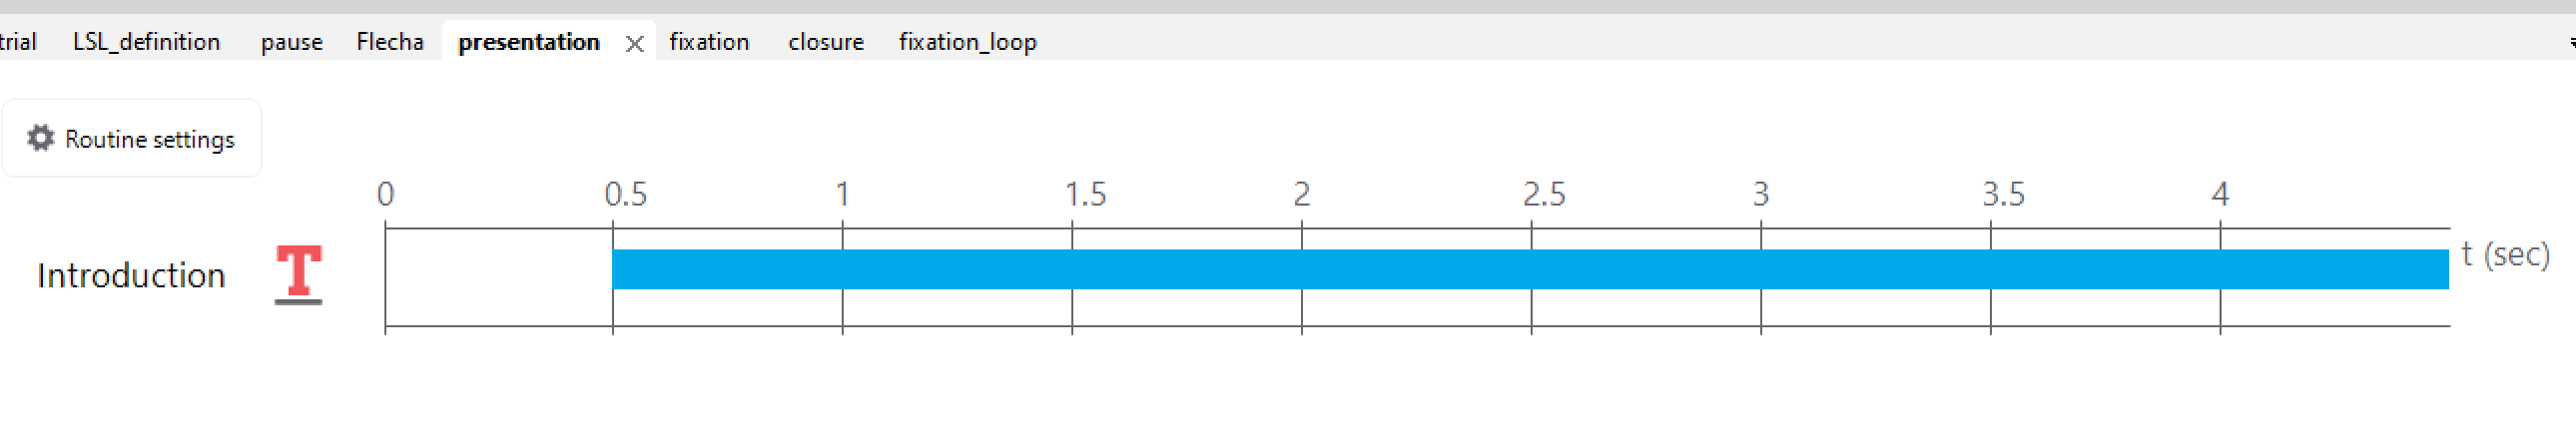 trial LSL_definition pause Flecha presentation fixation closure fixation_loop
Routine settings
0 0.5 1 1.5 2 2.5 3 3.5 4
t (sec)
Introduction T